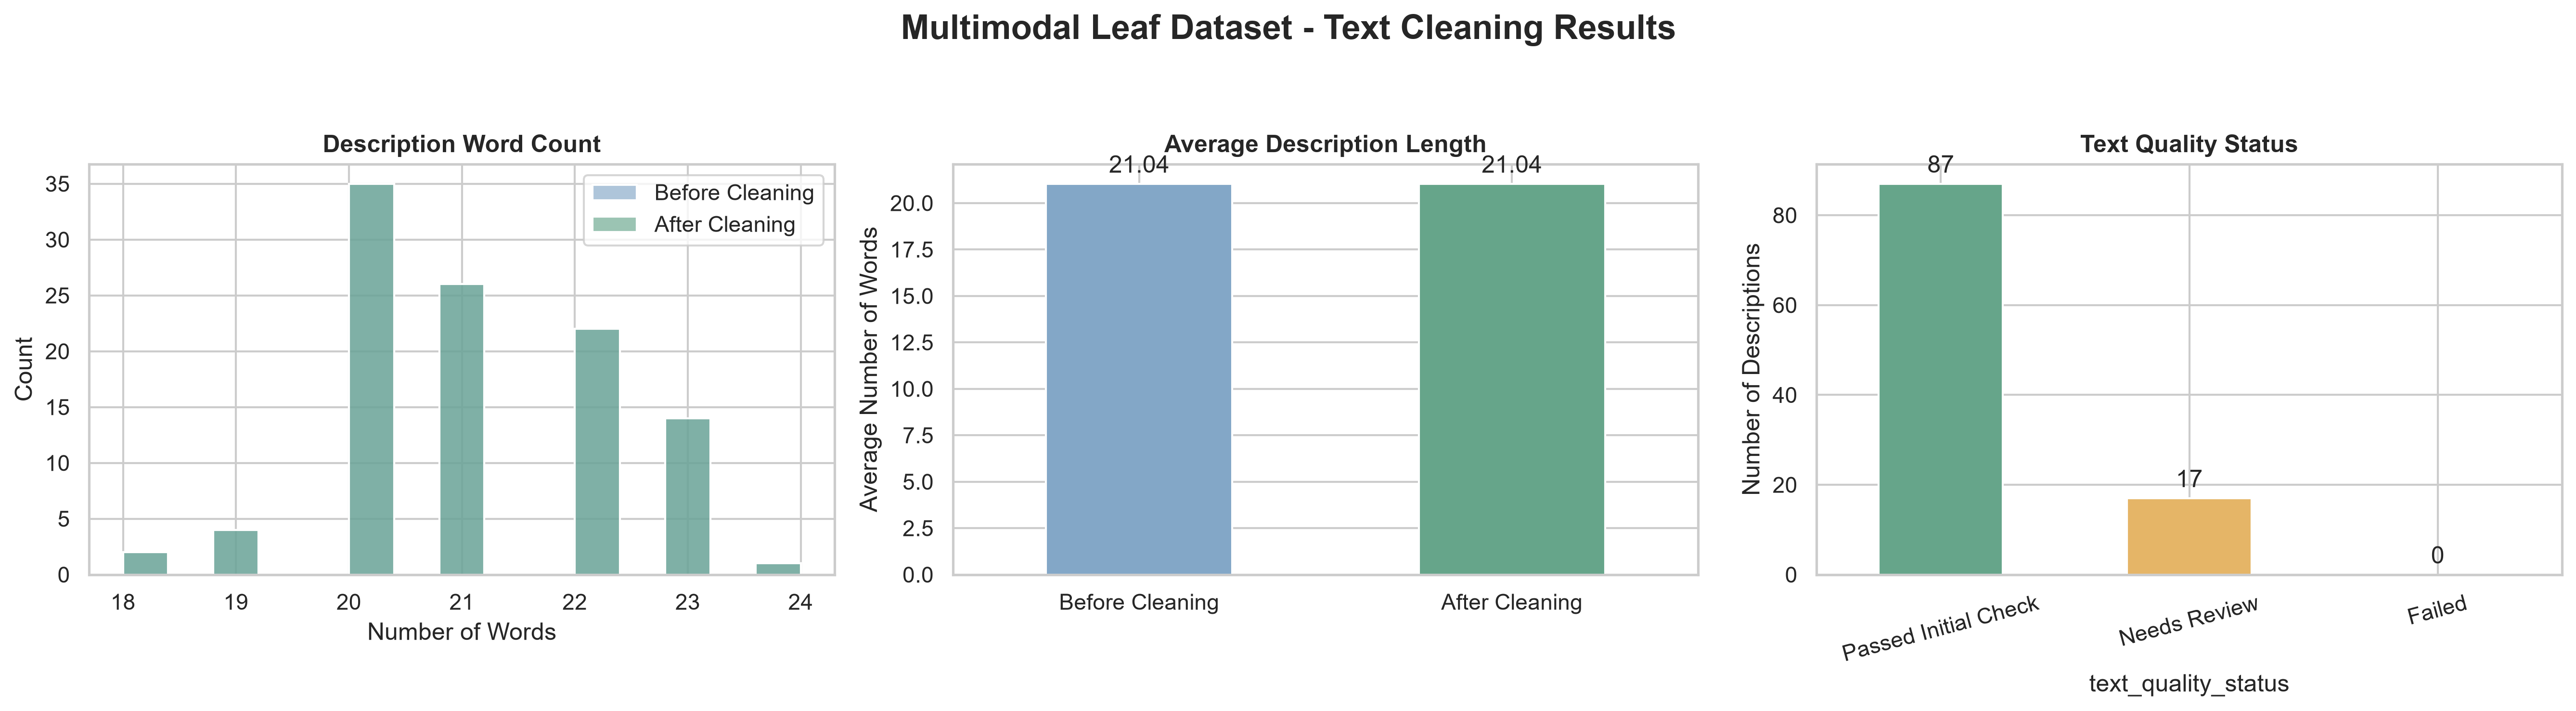 Multimodal Leaf Dataset - Text Cleaning Results
Description Word Count
Count
35
30
25
20
15
10
5
0
Before Cleaning
After Cleaning
18 19 20 21 22 23 24
Number of Words
Average Description Length
Average Number of Words
20.0
17.5
15.0
12.5
10.0
7.5
5.0
2.5
0.0
21.04 21.04
Before Cleaning After Cleaning
Text Quality Status
Number of Descriptions
80
60
40
20
0
87
17
0
Passed Initial Check Needs Review Failed
text_quality_status